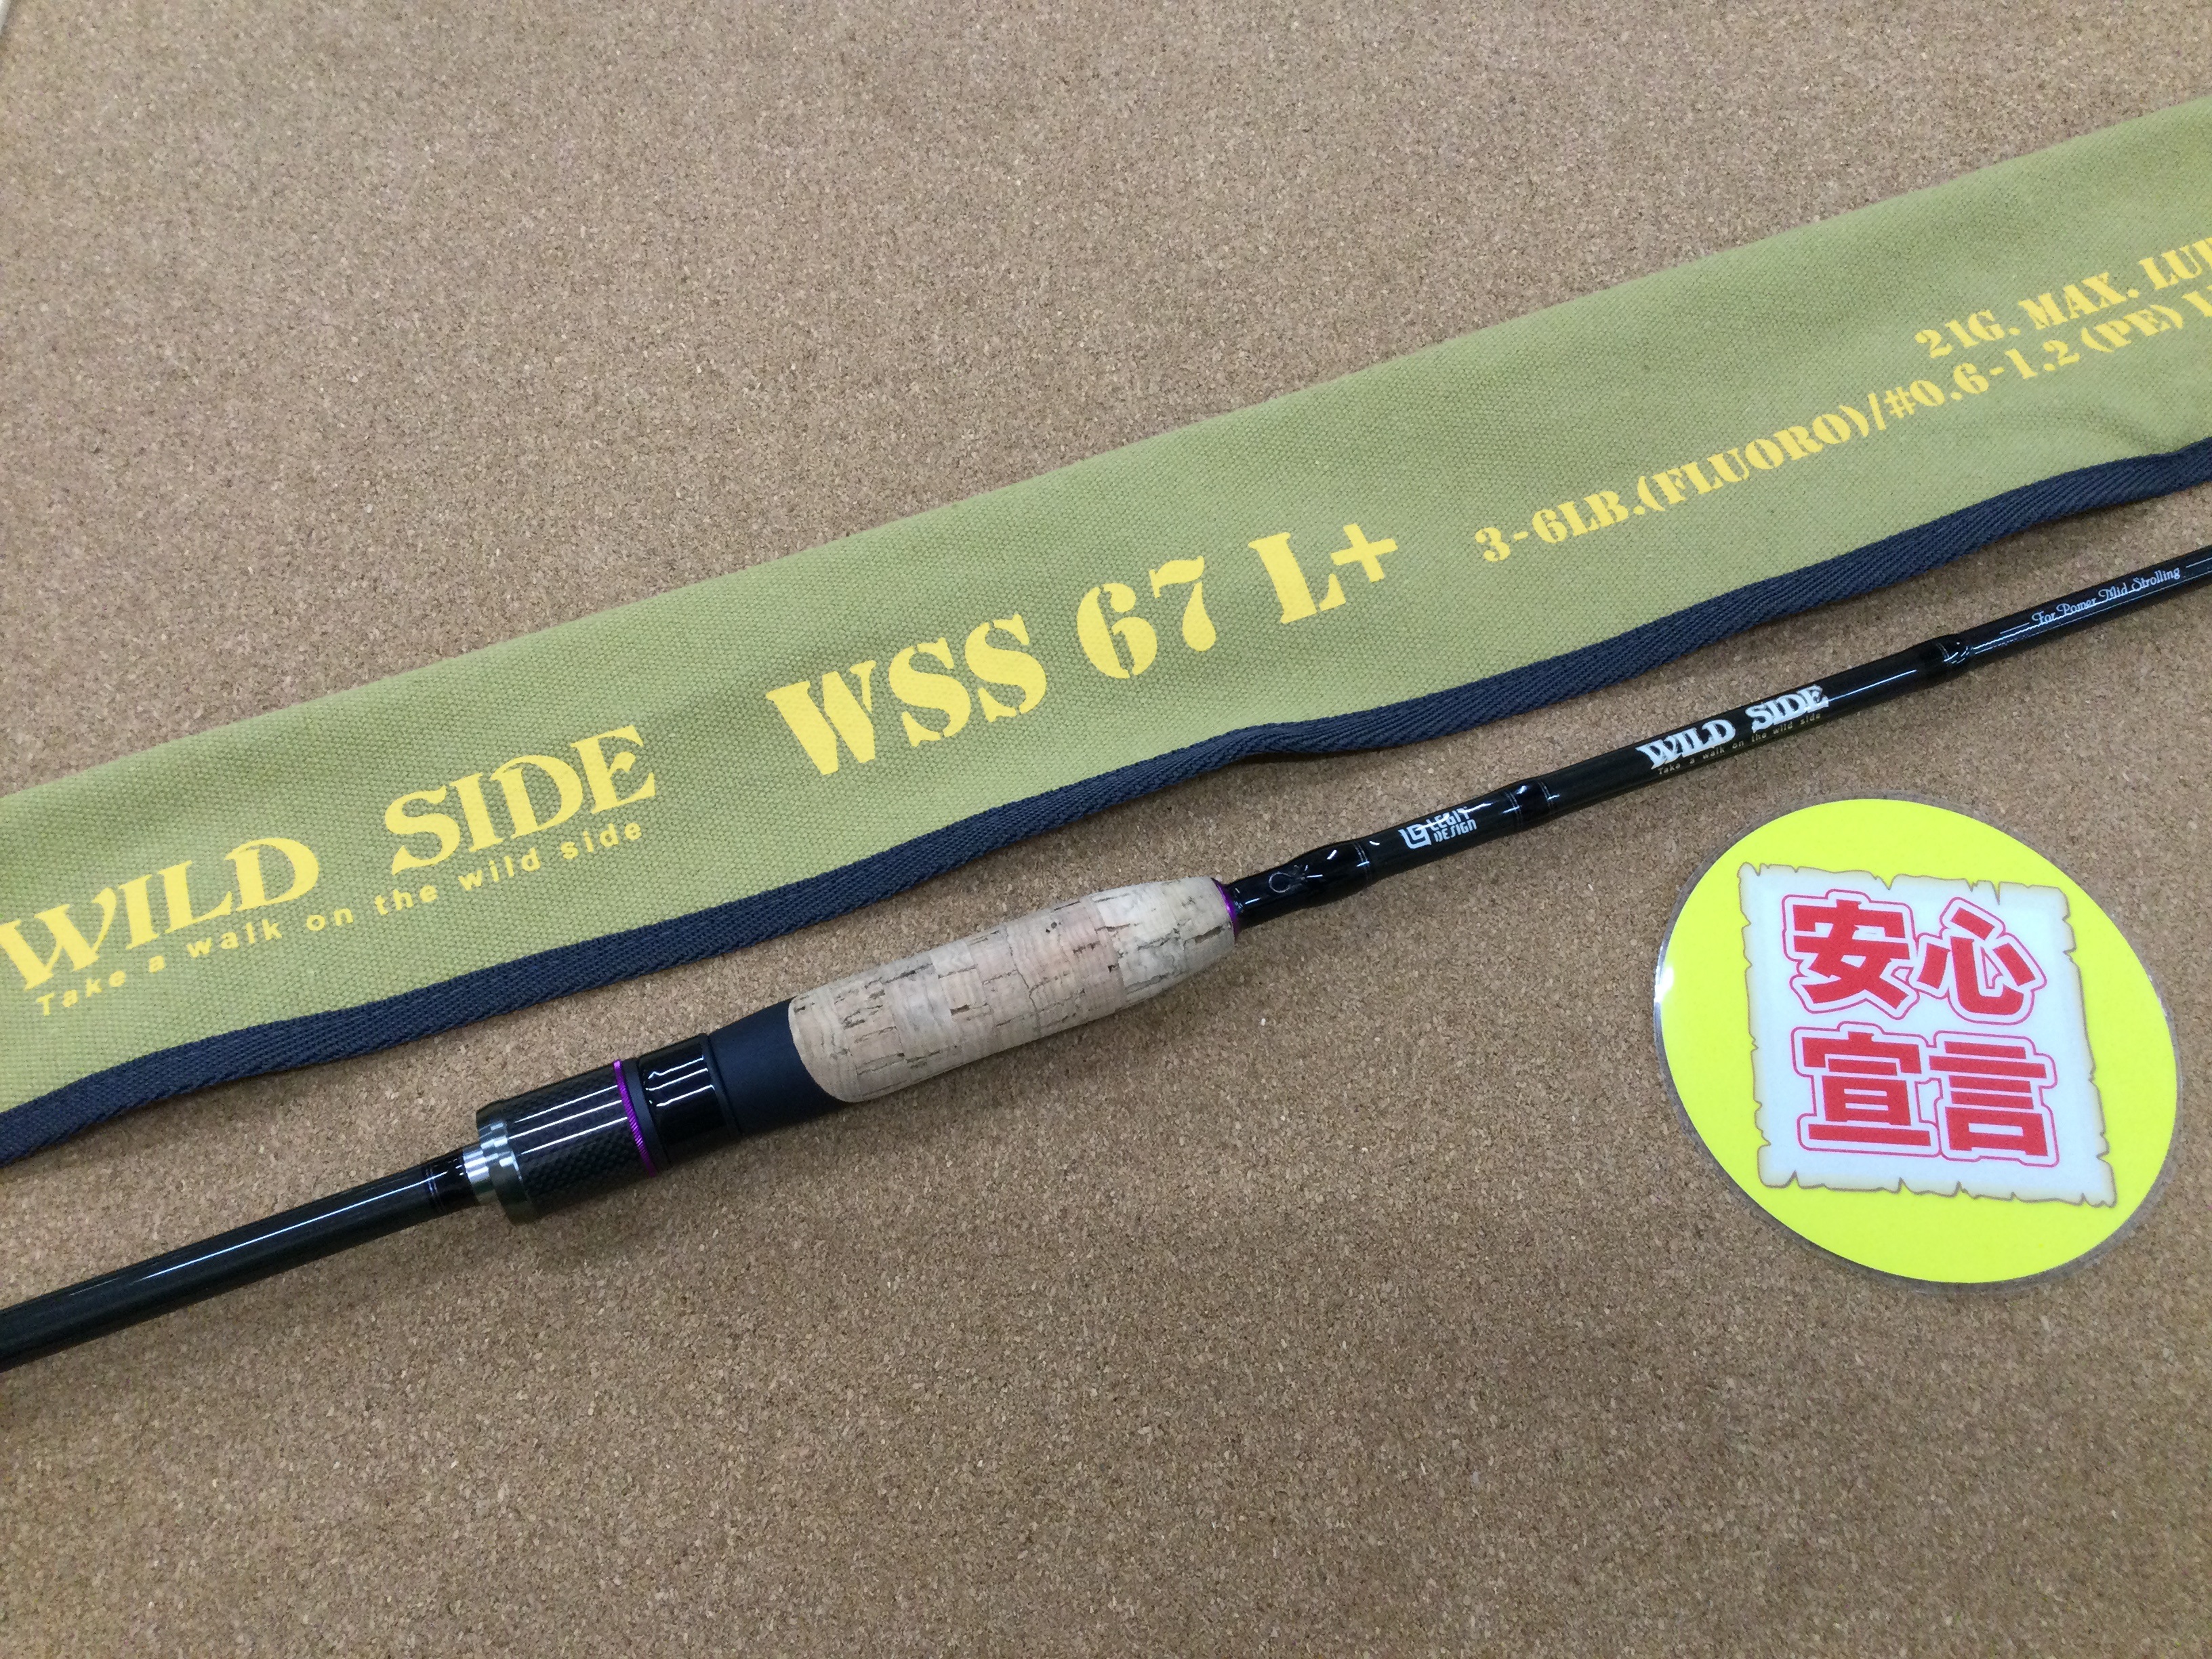 21G. MAX.
3-6LB.(FLUORO)/#0.6-1.2 (PE)
WSS 67 L+
WILD SIDE
Take a walk on the wild side
For Power Mid Strolling
WILD SIDE
Take a walk on the wild side
LEGIT
DESIGN
安心
宣言